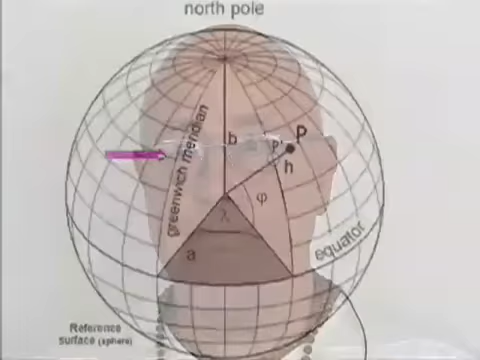 north pole
greenwich meridian
b
P
P
h
φ
λ
a
equator
Reference
surface (sphere)